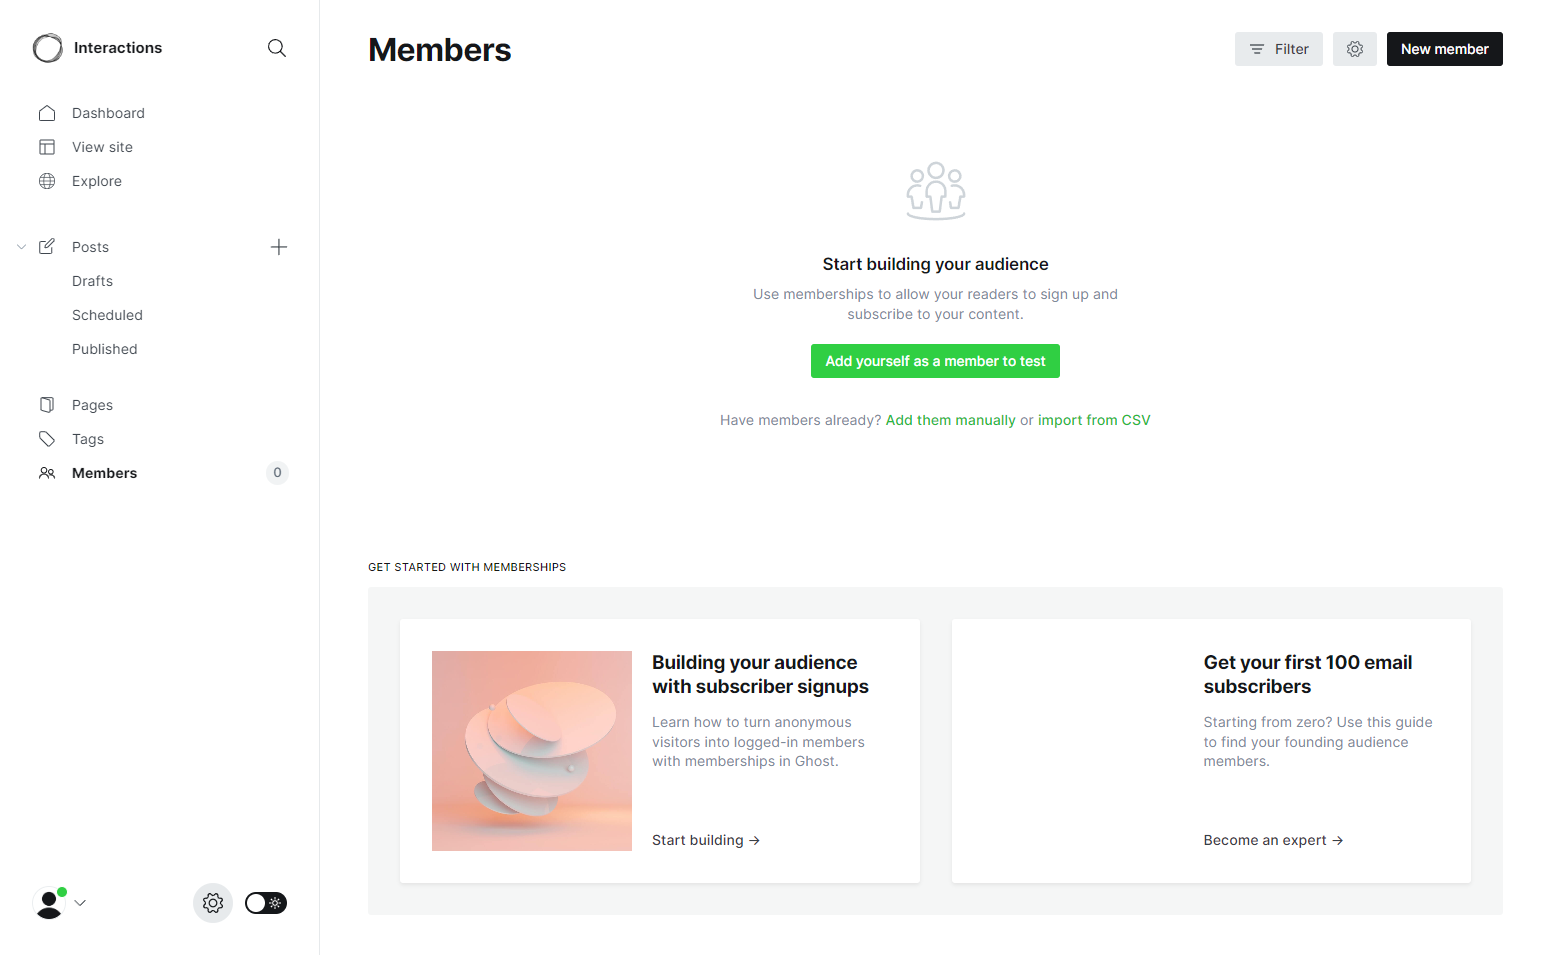 Interactions
Dashboard
View site
Explore
Posts
Drafts
Scheduled
Published
Pages
Tags
Members
0
Members
Filter
New member
Start building your audience
Use memberships to allow your readers to sign up and
subscribe to your content.
Add yourself as a member to test
Have members already? Add them manually or import from CSV
GET STARTED WITH MEMBERSHIPS
Building your audience
with subscriber signups
Learn how to turn anonymous
visitors into logged-in members
with memberships in Ghost.
Start building →
Get your first 100 email
subscribers
Starting from zero? Use this guide
to find your founding audience
members.
Become an expert →